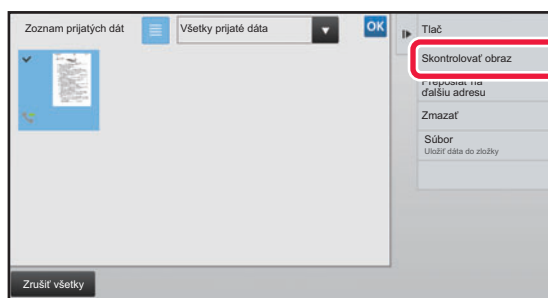 Zoznam prijatých dát
Všetky prijaté dáta
OK
Tlač
Skontrolovať obraz
Preposlať na
ďalšiu adresu
Zmazať
Súbor
Uložiť dáta do zložky
Zrušiť všetky